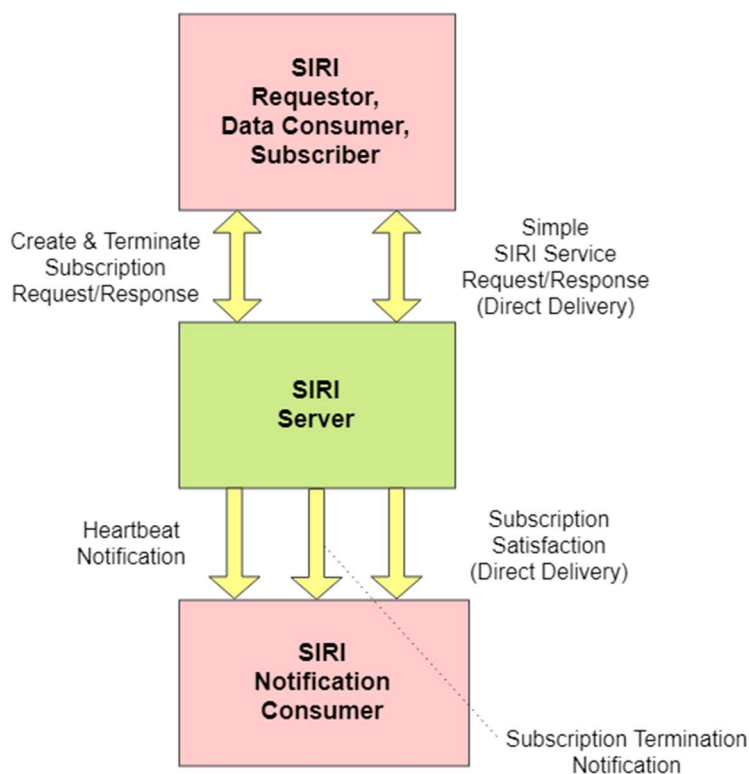 SIRI
Requestor,
Data Consumer,
Subscriber
Create & Terminate
Subscription
Request/Response
Simple
SIRI Service
Request/Response
(Direct Delivery)
SIRI
Server
Heartbeat
Notification
Subscription
Satisfaction
(Direct Delivery)
SIRI
Notification
Consumer
Subscription Termination
Notification